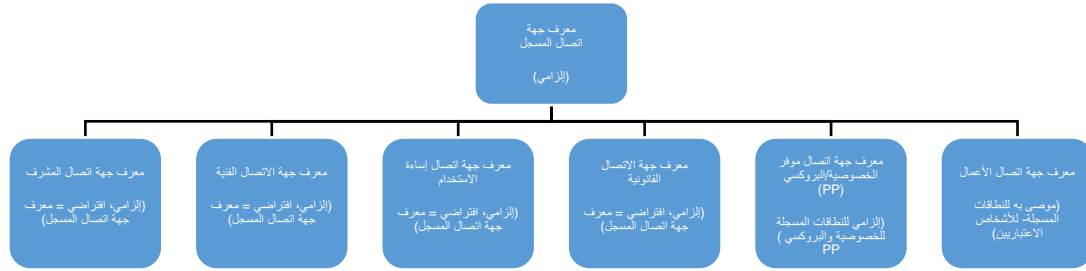 معرف جهة
اتصال المسجل
(إلزامي)
معرف جهة اتصال الأعمال
(موصى به للنطاقات
المسجلة- للأشخاص
الاعتباريين)
معرف جهة اتصال موفر
الخصوصية/البروكسي
(PP)
(إلزامي للنطاقات المسجلة
للخصوصية والبروكسي )
PP
معرف جهة الاتصال
القانونية
(إلزامي، افتراضي = معرف
جهة اتصال المسجل)
معرف جهة اتصال إساءة
الاستخدام
(إلزامي، افتراضي = معرف
جهة اتصال المسجل)
معرف جهة الاتصال الفنية
(إلزامي، افتراضي = معرف
جهة اتصال المسجل)
معرف جهة اتصال المشرف
(إلزامي، افتراضي = معرف
جهة اتصال المسجل)